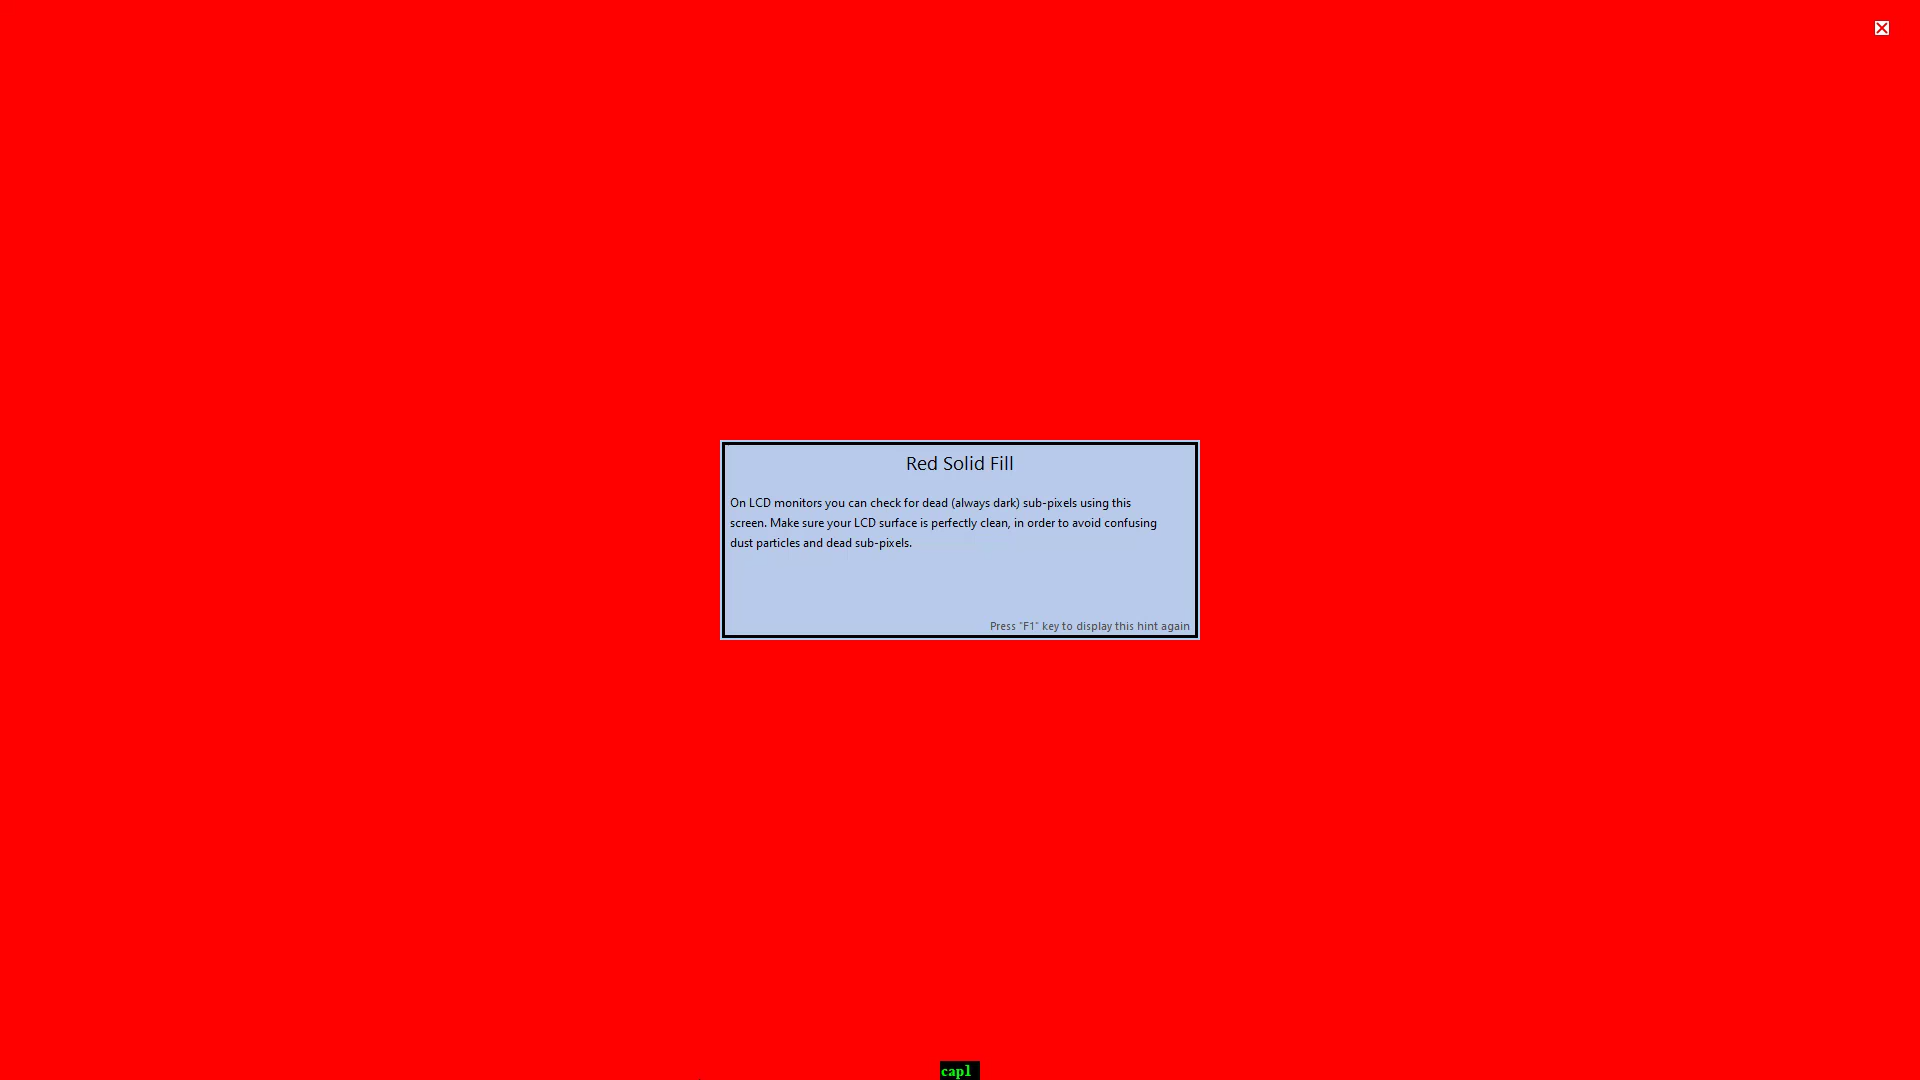 Red Solid Fill
On LCD monitors you can check for dead (always dark) sub-pixels using this
screen. Make sure your LCD surface is perfectly clean, in order to avoid confusing
dust particles and dead sub-pixels.
Press "F1" key to display this hint again
cap1